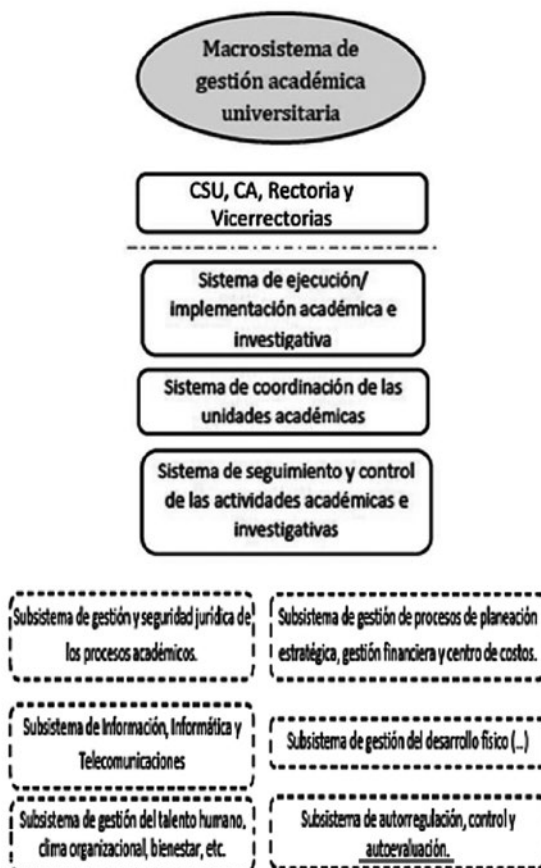 Macrosistema de
gestión académica
universitaria
CSU, CA, Rectoria y
Vicerrectorias
Sistema de ejecución/
implementación académica e
investigativa
Sistema de coordinación de las
unidades académicas
Sistema de seguimiento y control
de las actividades académicas e
investigativas
Subsistema de gestión y seguridad jurídica de
los procesos académicos.
Subsistema de gestión de procesos de planeación
estratégica, gestión financiera y centro de costos.
Subsistema de Información, Informática y
Telecomunicaciones
Subsistema de gestión del desarrollo físico (...)
Subsistema de gestión del talento humano,
clima organizacional, bienestar, etc.
Subsistema de autorregulación, control y
autoevaluación.